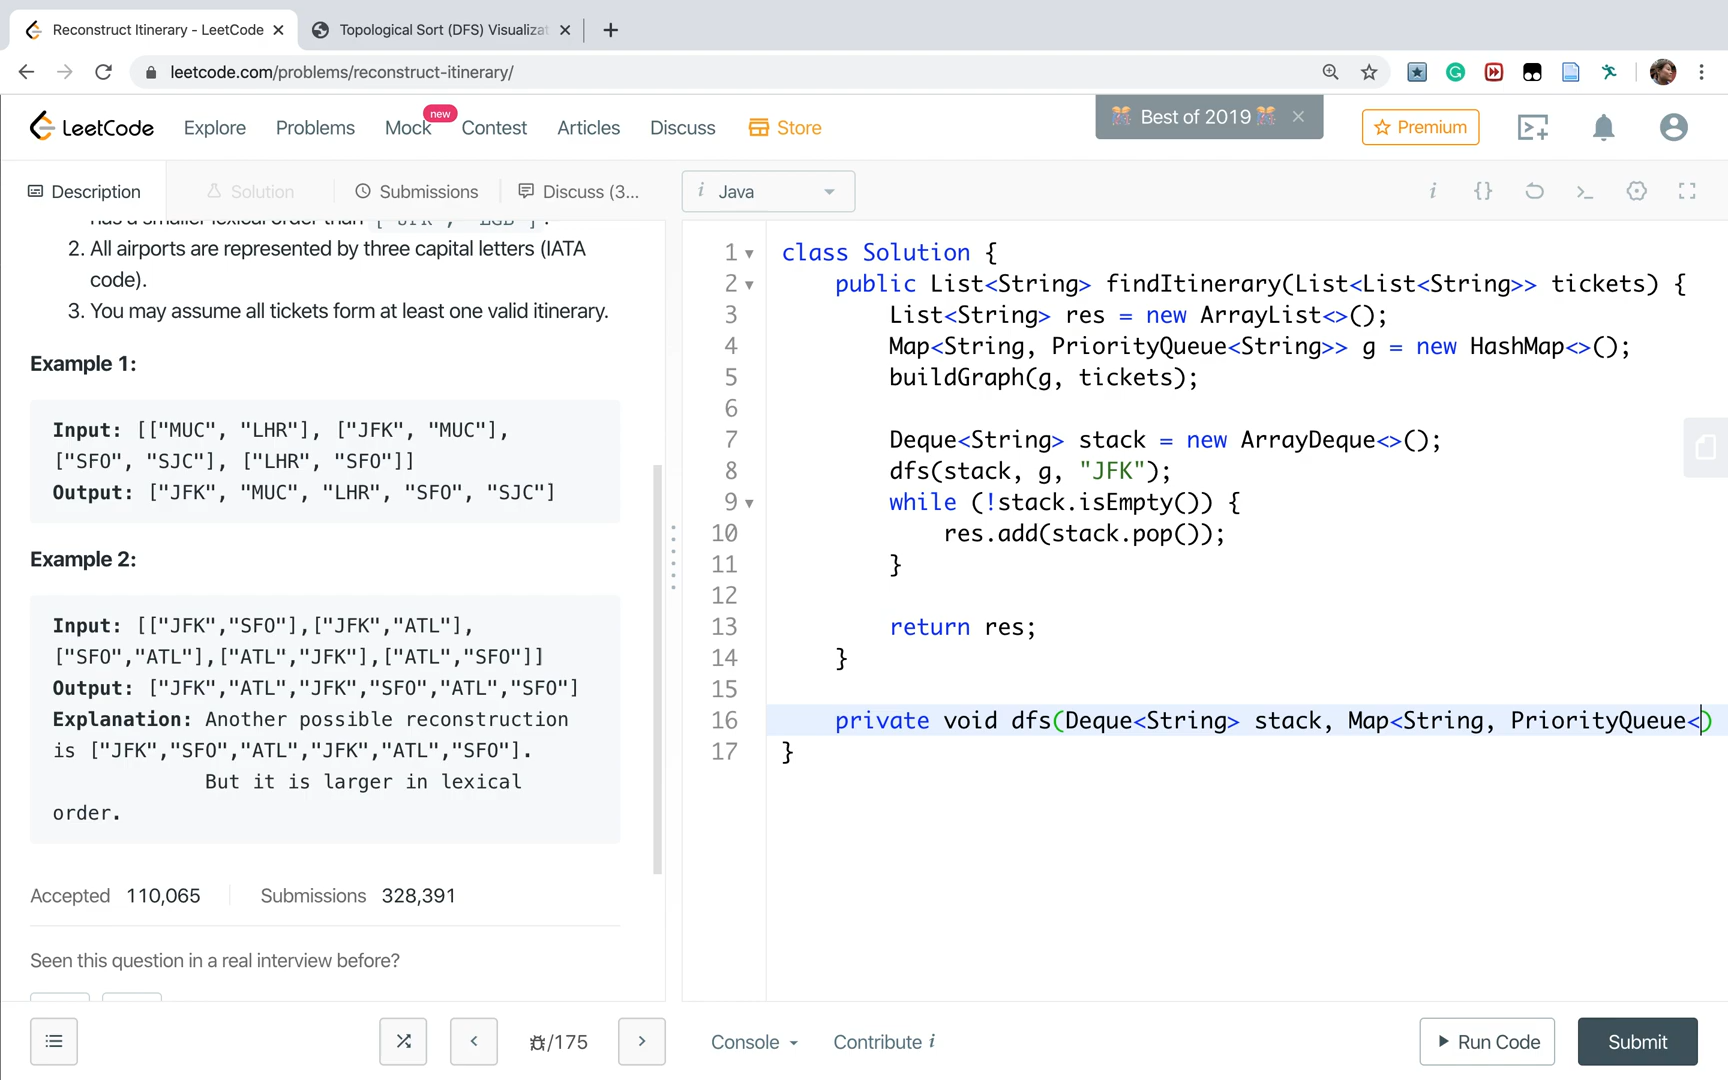 Reconstruct Itinerary - LeetCode
Topological Sort (DFS) Visualizat
leetcode.com/problems/reconstruct-itinerary/
LeetCode
Explore
Problems
Mock
new
Contest
Articles
Discuss
Store
Best of 2019
Premium
Description
Solution
Submissions
Discuss (3...
i Java
has a smaller lexical order than ["JFK", "LGB"].
2. All airports are represented by three capital letters (IATA
code).
3. You may assume all tickets form at least one valid itinerary.
Example 1:
Input: [["MUC", "LHR"], ["JFK", "MUC"],
["SFO", "SJC"], ["LHR", "SFO"]]
Output: ["JFK", "MUC", "LHR", "SFO", "SJC"]
Example 2:
Input: [["JFK","SFO"],["JFK","ATL"],
["SFO","ATL"],["ATL","JFK"],["ATL","SFO"]]
Output: ["JFK","ATL","JFK","SFO","ATL","SFO"]
Explanation: Another possible reconstruction
is ["JFK","SFO","ATL","JFK","ATL","SFO"].
But it is larger in lexical
order.
Accepted 110,065
Submissions 328,391
Seen this question in a real interview before?
1 class Solution {
2 public List<String> findItinerary(List<List<String>> tickets) {
3 List<String> res = new ArrayList<>();
4 Map<String, PriorityQueue<String>> g = new HashMap<>();
5 buildGraph(g, tickets);
6
7 Deque<String> stack = new ArrayDeque<>();
8 dfs(stack, g, "JFK");
9 while (!stack.isEmpty()) {
10 res.add(stack.pop());
11 }
12
13 return res;
14 }
15
16 private void dfs(Deque<String> stack, Map<String, PriorityQueue<)
17 }
/175
Console
Contribute i
Run Code
Submit